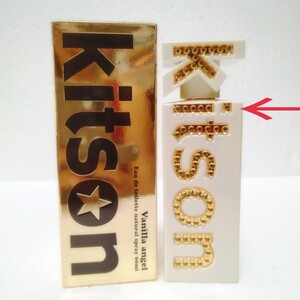 kitson
Vanilla angel
Eau de toilette natural spray 60ml
kitson